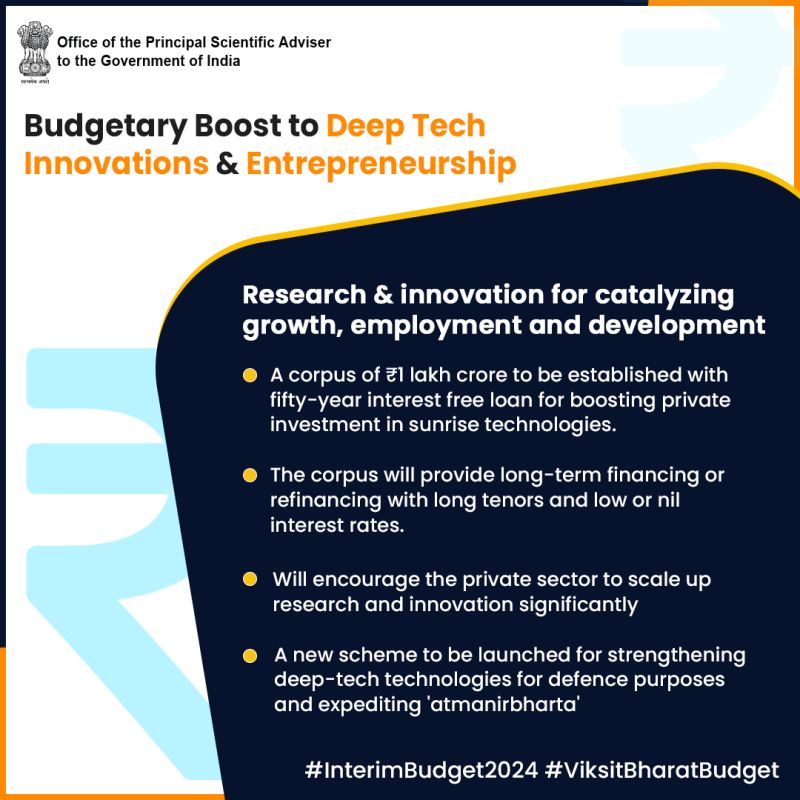 Office of the Principal Scientific Adviser
to the Government of India
सत्यमेव जयते
Budgetary Boost to Deep Tech
Innovations & Entrepreneurship
Research & innovation for catalyzing
growth, employment and development
A corpus of ₹1 lakh crore to be established with
fifty-year interest free loan for boosting private
investment in sunrise technologies.
The corpus will provide long-term financing or
refinancing with long tenors and low or nil
interest rates.
Will encourage the private sector to scale up
research and innovation significantly
A new scheme to be launched for strengthening
deep-tech technologies for defence purposes
and expediting 'atmanirbharta'
#InterimBudget2024 #ViksitBharatBudget